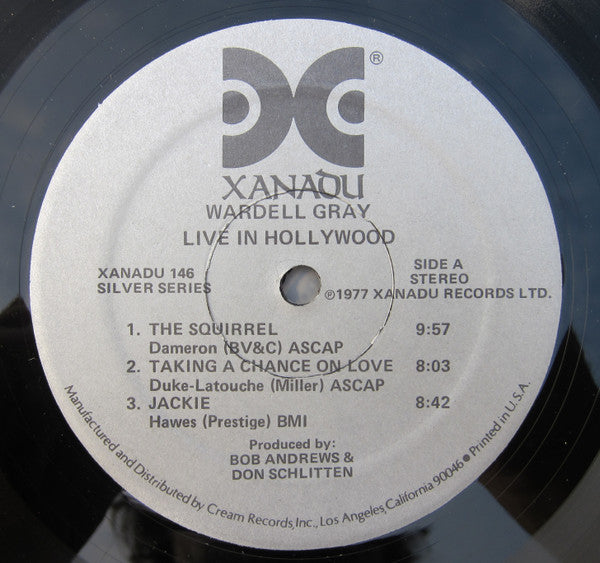 ®
XANADU
WARDELL GRAY
LIVE IN HOLLYWOOD
XANADU 146
SILVER SERIES
SIDE A
STEREO
℗1977 XANADU RECORDS LTD.
1. THE SQUIRREL 9:57
Dameron (BV&C) ASCAP
2. TAKING A CHANCE ON LOVE 8:03
Duke-Latouche (Miller) ASCAP
3. JACKIE 8:42
Hawes (Prestige) BMI
Produced by:
BOB ANDREWS &
DON SCHLITTEN
Manufactured and Distributed by Cream Records, Inc., Los Angeles, California 90046 ● Printed in U.S.A.